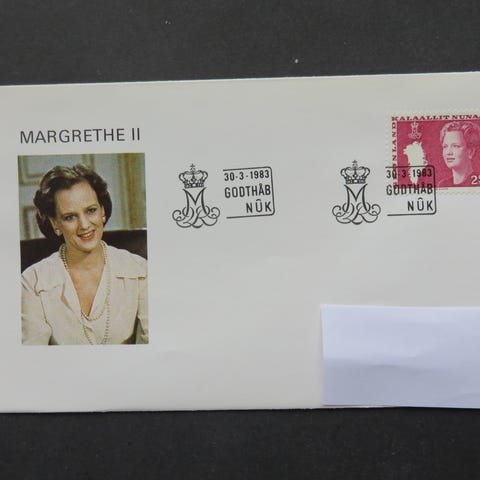 MARGRETHE II
30-3-1983
GODTHÅB
NÛK
30-3-1983
GODTHÅB
NÛK
KALAALLIT NUNA